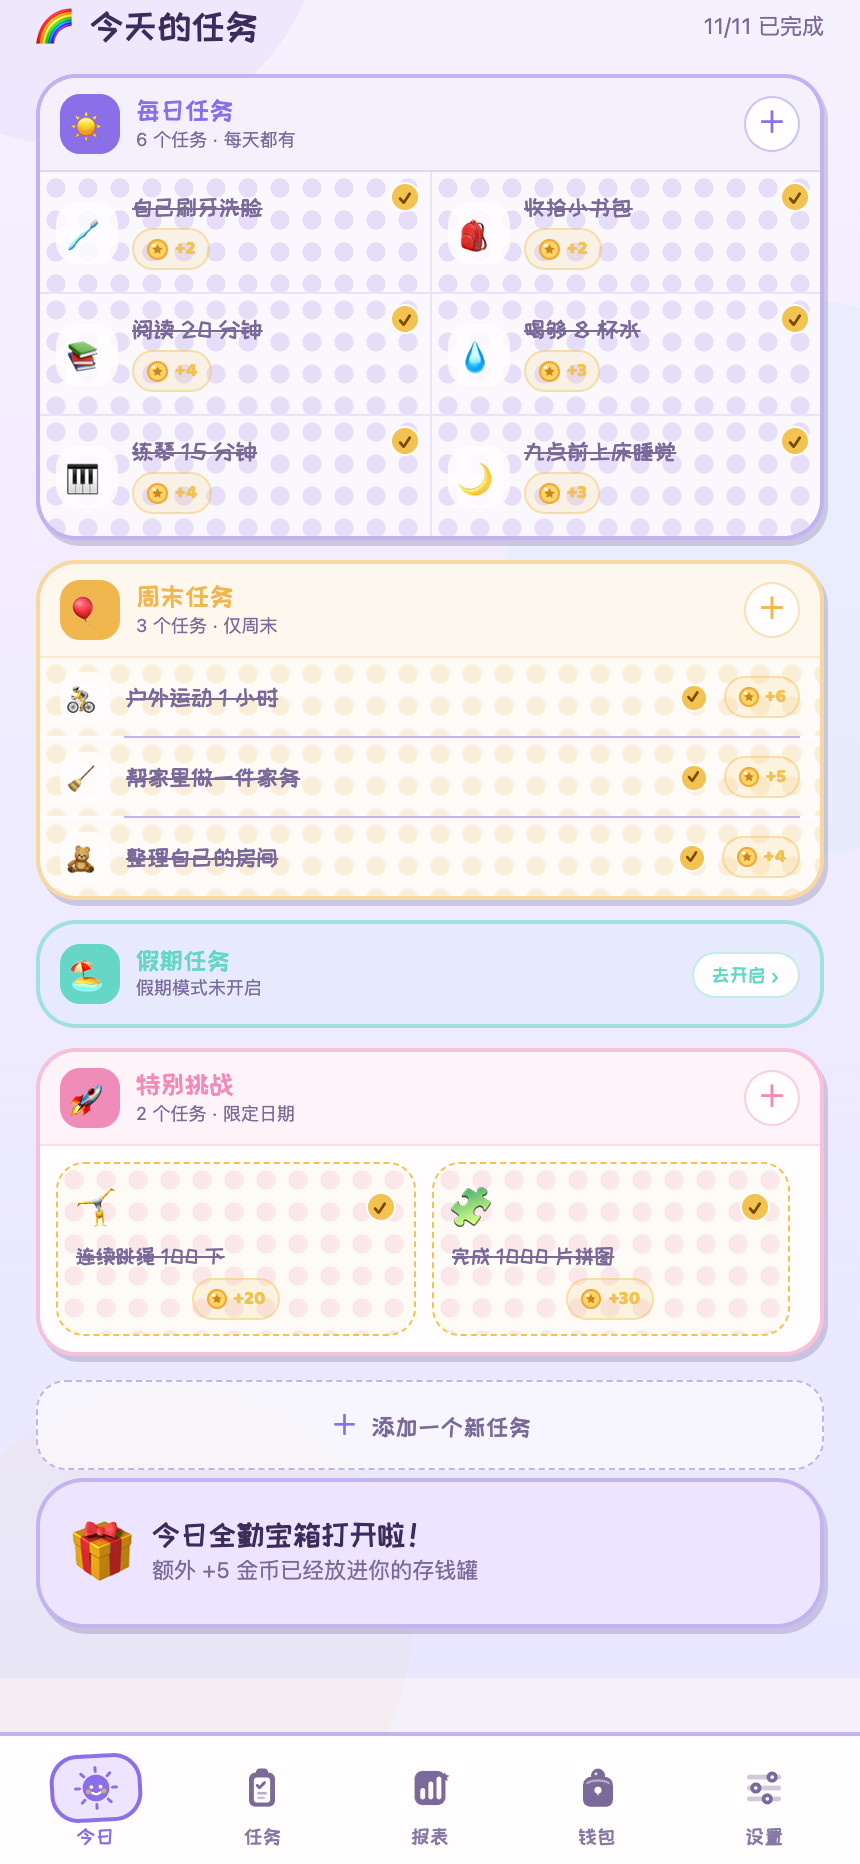 今天的任务
11/11 已完成
每日任务
6 个任务 · 每天都有
自己刷牙洗脸
+2
收拾小书包
+2
阅读 20 分钟
+4
喝够 8 杯水
+3
练琴 15 分钟
+4
九点前上床睡觉
+3
周末任务
3 个任务 · 仅周末
户外运动 1 小时
+6
帮家里做一件家务
+5
整理自己的房间
+4
假期任务
假期模式未开启
去开启 ›
特别挑战
2 个任务 · 限定日期
连续跳绳 100 下
+20
完成 1000 片拼图
+30
添加一个新任务
今日全勤宝箱打开啦！
额外 +5 金币已经放进你的存钱罐
今日
任务
报表
钱包
设置